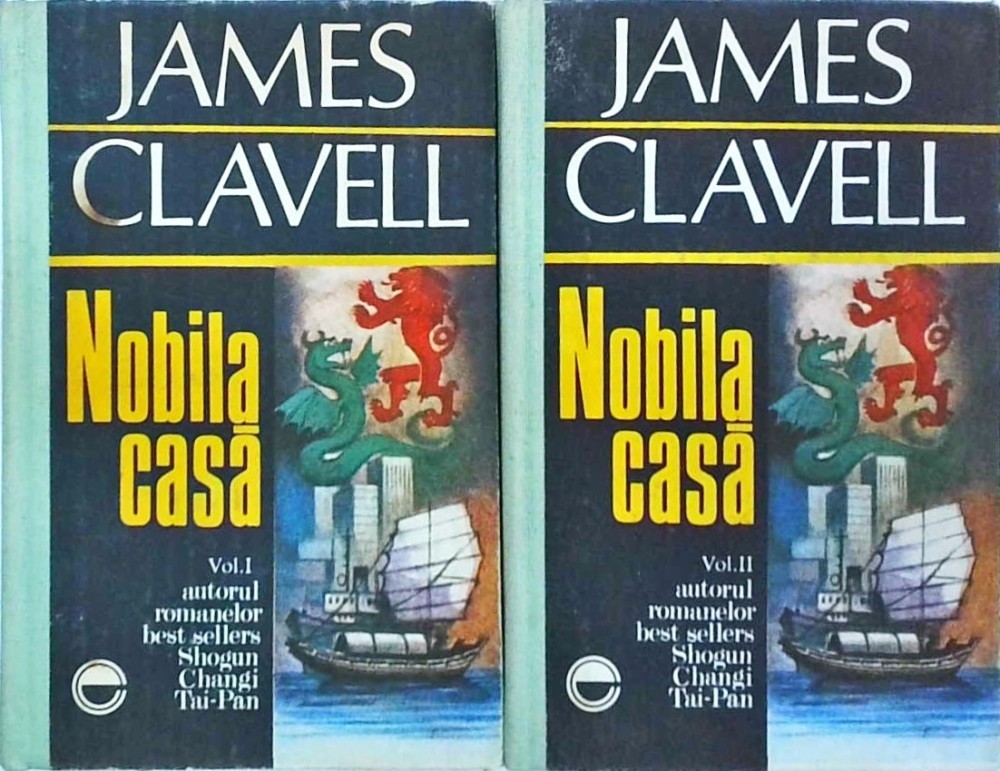 JAMES
CLAVELL
Nobila
casă
Vol.I
autorul
romanelor
best sellers
Shogun
Changi
Tai-Pan
JAMES
CLAVELL
Nobila
casă
Vol.II
autorul
romanelor
best sellers
Shogun
Changi
Tai-Pan